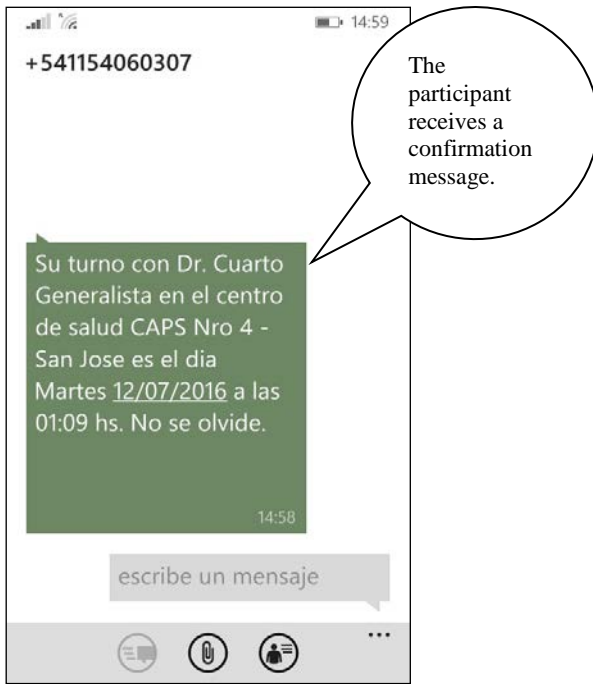 14:59
+541154060307
The
participant
receives a
confirmation
message.
Su turno con Dr. Cuarto
Generalista en el centro
de salud CAPS Nro 4 -
San Jose es el dia
Martes 12/07/2016 a las
01:09 hs. No se olvide.
14:58
escribe un mensaje